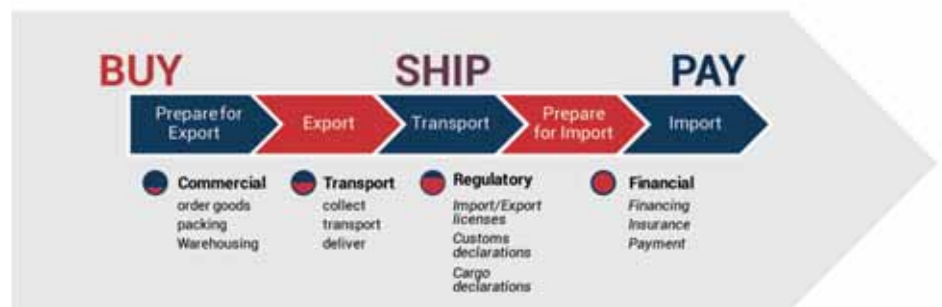 BUY
SHIP
PAY
Prepare for
Export
Export
Transport
Prepare
for Import
Import
Commercial
order goods
packing
Warehousing
Transport
collect
transport
deliver
Regulatory
Import/Export
licenses
Customs
declarations
Cargo
declarations
Financial
Financing
Insurance
Payment